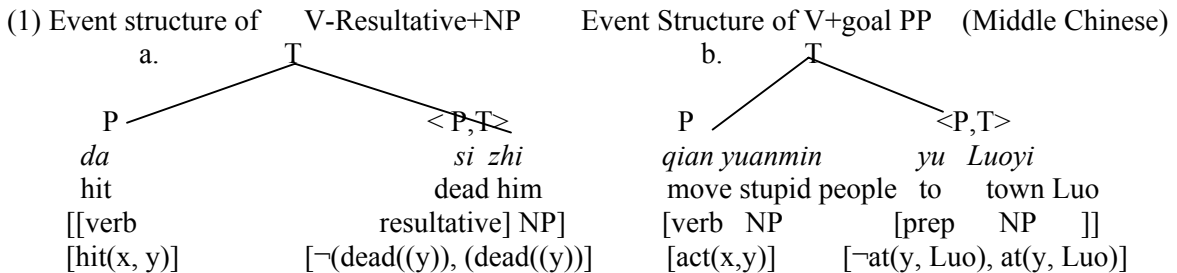 (1) Event structure of V-Resultative+NP Event Structure of V+goal PP (Middle Chinese)
a. T b. T
P < P,T> P <P,T>
da si zhi qian yuanmin yu Luoyi
hit dead him move stupid people to town Luo
[[verb resultative] NP] [verb NP [prep NP ]]
[hit(x, y)] [¬(dead((y)), (dead((y))] [act(x,y)] [¬at(y, Luo), at(y, Luo)]